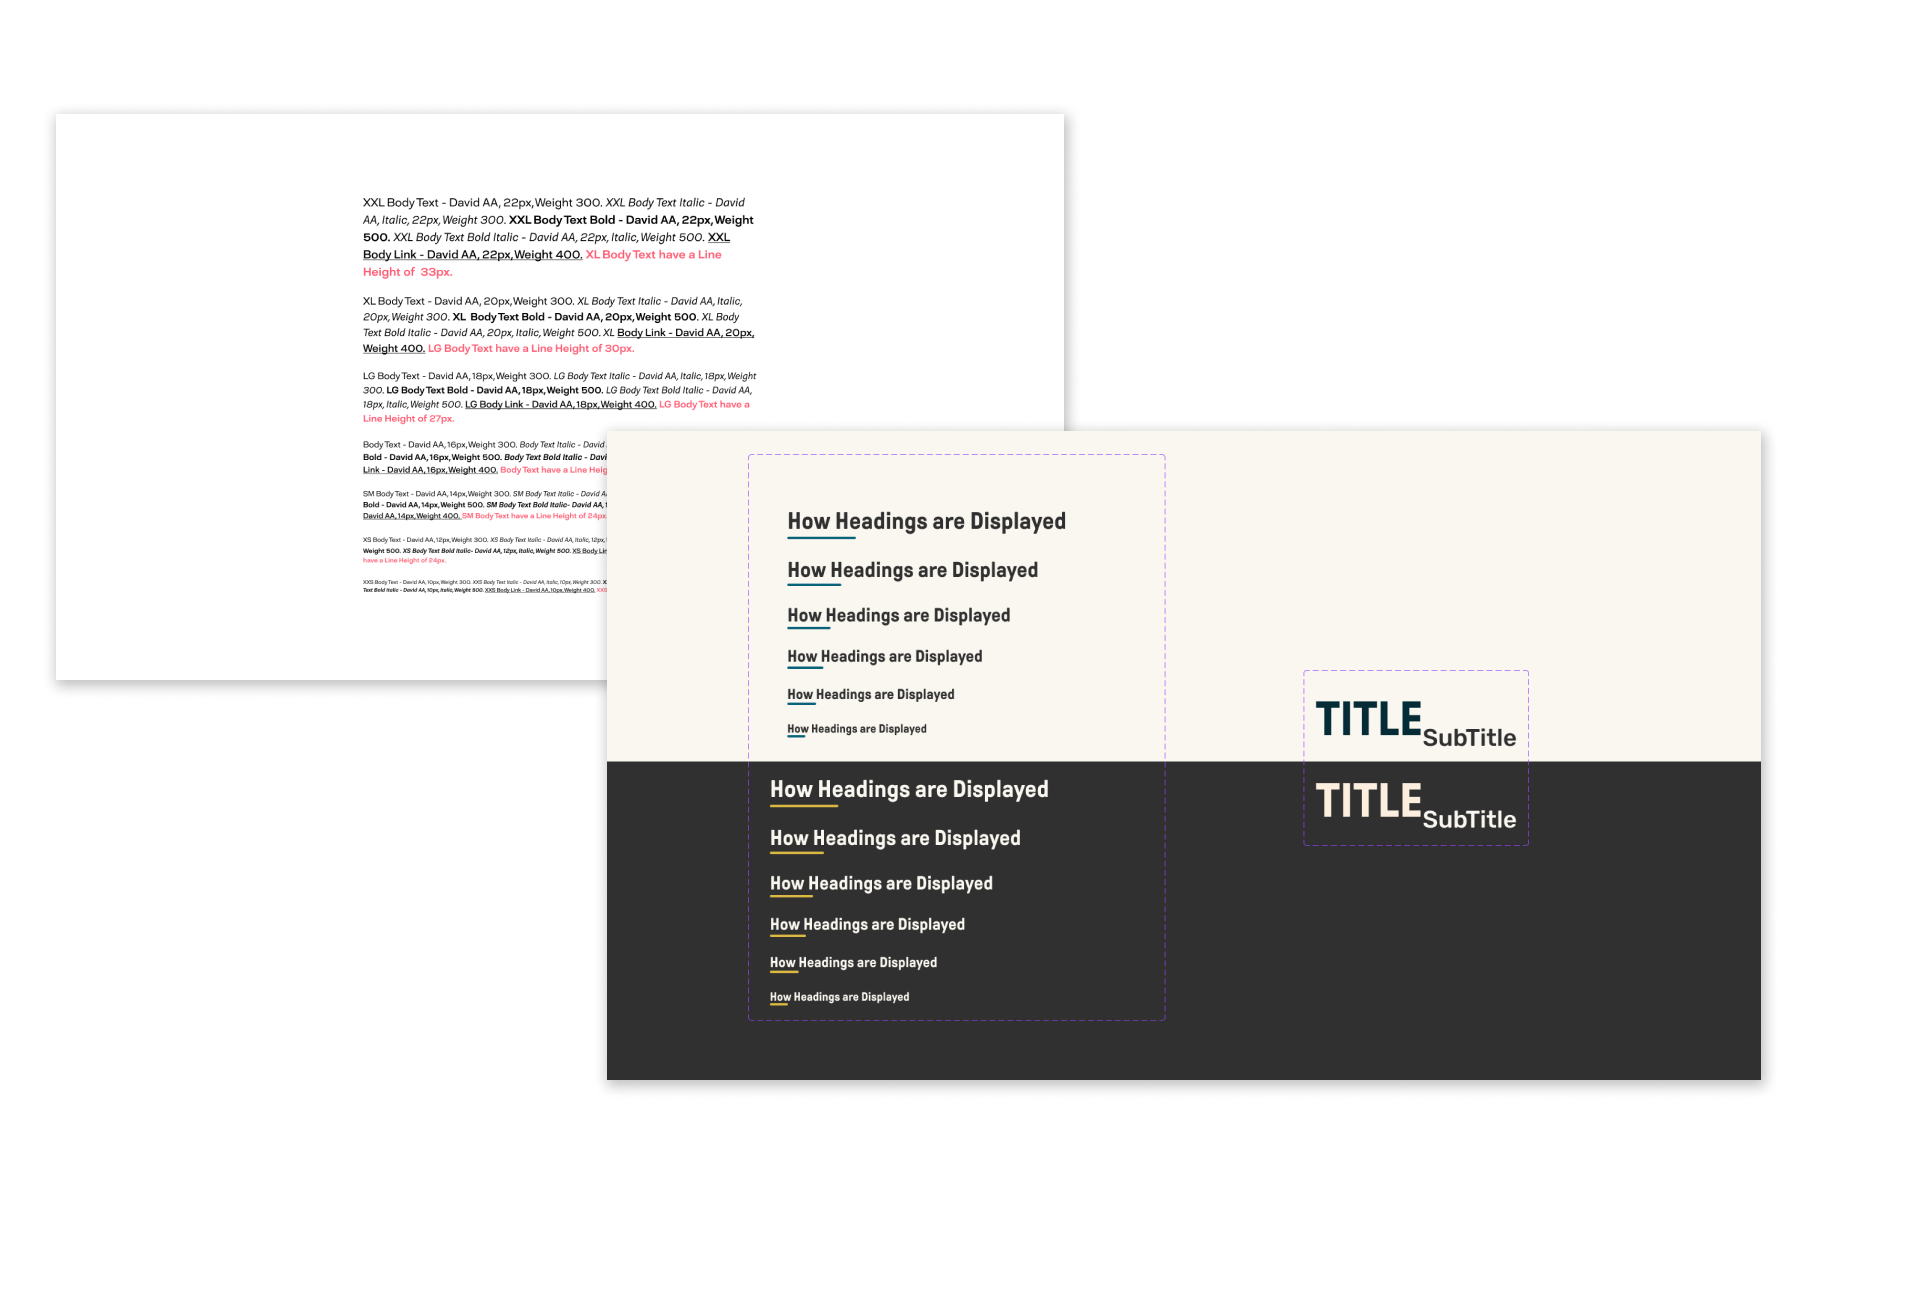 XXL Body Text - David AA, 22px, Weight 300. XXL Body Text Italic - David
AA, Italic, 22px, Weight 300. XXL Body Text Bold - David AA, 22px, Weight
500. XXL Body Text Bold Italic - David AA, 22px, Italic, Weight 500. XXL
Body Link - David AA, 22px, Weight 400. XL Body Text have a Line
Height of 33px.
XL Body Text - David AA, 20px, Weight 300. XL Body Text Italic - David AA, Italic,
20px, Weight 300. XL Body Text Bold - David AA, 20px, Weight 500. XL Body
Text Bold Italic - David AA, 20px, Italic, Weight 500. XL Body Link - David AA, 20px,
Weight 400. LG Body Text have a Line Height of 30px.
LG Body Text - David AA, 18px, Weight 300. LG Body Text Italic - David AA, Italic, 18px, Weight
300. LG Body Text Bold - David AA, 18px, Weight 500. LG Body Text Bold Italic - David AA,
18px, Italic, Weight 500. LG Body Link - David AA, 18px, Weight 400. LG Body Text have a
Line Height of 27px.
Body Text - David AA, 16px, Weight 300. Body Text Italic - David
Bold - David AA, 16px, Weight 500. Body Text Bold Italic - Davi
Link - David AA, 16px, Weight 400. Body Text have a Line Heig
SM Body Text - David AA, 14px, Weight 300. SM Body Text Italic - David A
Bold - David AA, 14px, Weight 500. SM Body Text Bold Italic- David AA, 1
David AA, 14px, Weight 400. SM Body Text have a Line Height of 24px.
XS Body Text - David AA, 12px, Weight 300. XS Body Text Italic - David AA, Italic, 12px,
Weight 500. XS Body Text Bold Italic- David AA, 12px, Italic, Weight 500. XS Body Lin
have a Line Height of 24px.
XXS Body Text - David AA, 10px, Weight 300. XXS Body Text Italic - David AA, Italic, 10px, Weight 300. X
Text Bold Italic - David AA, 10px, Italic, Weight 500. XXS Body Link - David AA, 10px, Weight 400. XXS
How Headings are Displayed
How Headings are Displayed
How Headings are Displayed
How Headings are Displayed
How Headings are Displayed
How Headings are Displayed
How Headings are Displayed
How Headings are Displayed
How Headings are Displayed
How Headings are Displayed
How Headings are Displayed
How Headings are Displayed
TITLE SubTitle
TITLE SubTitle